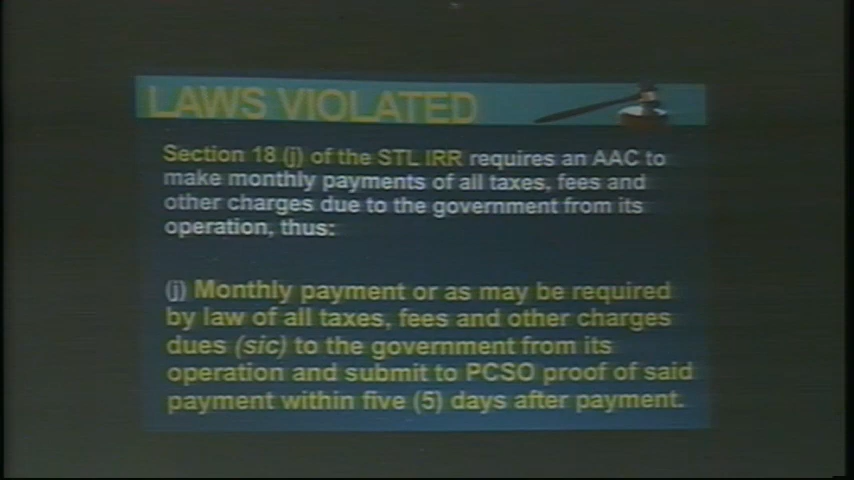 LAWS VIOLATED
Section 18 (j) of the STL IRR requires an AAC to
make monthly payments of all taxes, fees and
other charges due to the government from its
operation, thus:
(j) Monthly payment or as may be required
by law of all taxes, fees and other charges
dues (sic) to the government from its
operation and submit to PCSO proof of said
payment within five (5) days after payment.